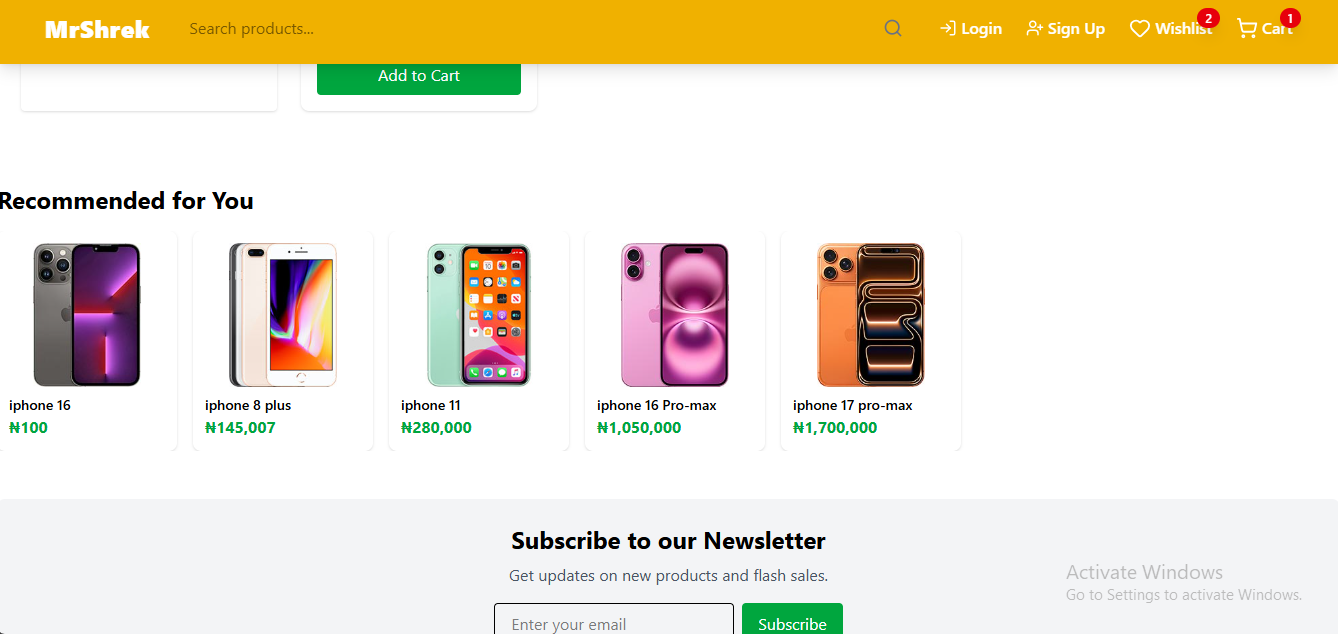 MrShrek
Search products...
Login
Sign Up
Wishlist
2
Cart
1
Add to Cart
Recommended for You
iphone 16
₦100
iphone 8 plus
₦145,007
iphone 11
₦280,000
iphone 16 Pro-max
₦1,050,000
iphone 17 pro-max
₦1,700,000
Subscribe to our Newsletter
Get updates on new products and flash sales.
Enter your email
Subscribe
Activate Windows
Go to Settings to activate Windows.